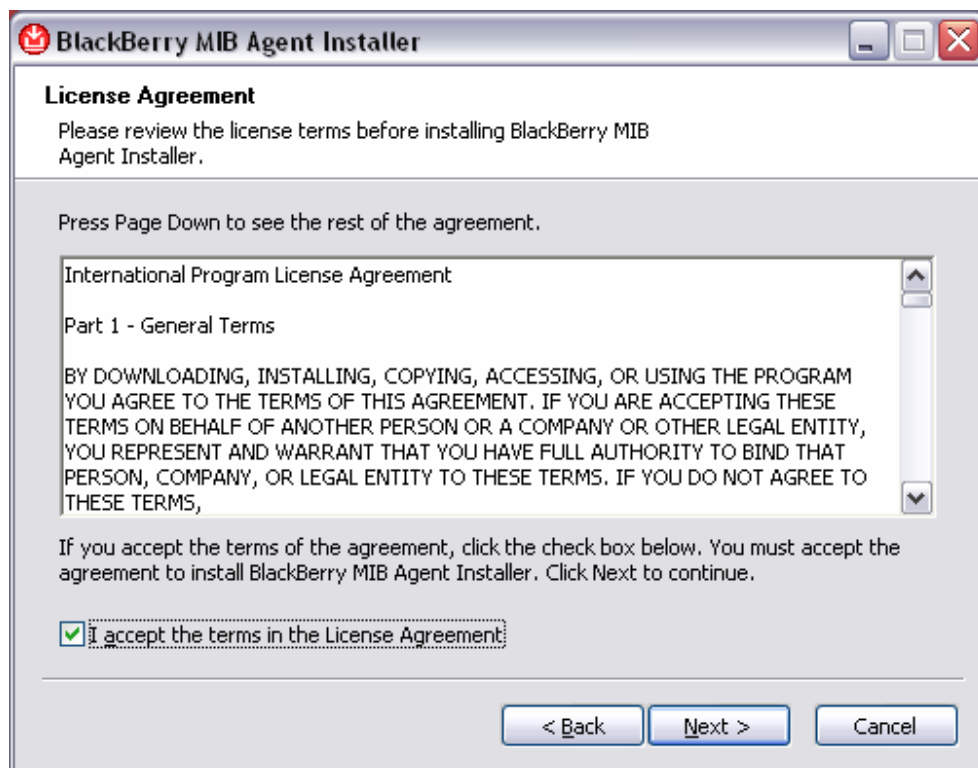 BlackBerry MIB Agent Installer
License Agreement
Please review the license terms before installing BlackBerry MIB
Agent Installer.
Press Page Down to see the rest of the agreement.
International Program License Agreement
Part 1 - General Terms
BY DOWNLOADING, INSTALLING, COPYING, ACCESSING, OR USING THE PROGRAM
YOU AGREE TO THE TERMS OF THIS AGREEMENT. IF YOU ARE ACCEPTING THESE
TERMS ON BEHALF OF ANOTHER PERSON OR A COMPANY OR OTHER LEGAL ENTITY,
YOU REPRESENT AND WARRANT THAT YOU HAVE FULL AUTHORITY TO BIND THAT
PERSON, COMPANY, OR LEGAL ENTITY TO THESE TERMS. IF YOU DO NOT AGREE TO
THESE TERMS,
If you accept the terms of the agreement, click the check box below. You must accept the
agreement to install BlackBerry MIB Agent Installer. Click Next to continue.
I accept the terms in the License Agreement
< Back Next > Cancel